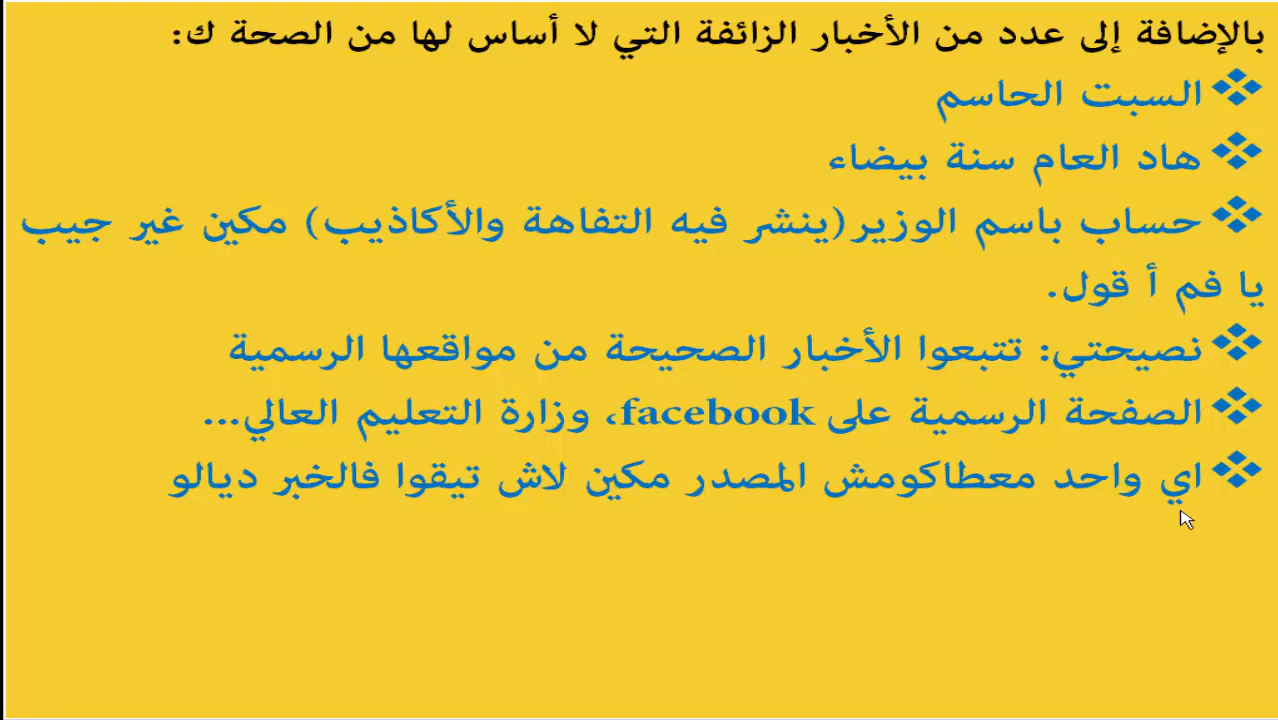 بالإضافة إلى عدد من الأخبار الزائفة التي لا أساس لها من الصحة ك:
السبت الحاسم
هاد العام سنة بيضاء
حساب باسم الوزير(ينشر فيه التفاهة والأكاذيب) مكين غير جيب
يا فم أ قول.
نصيحتي: تتبعوا الأخبار الصحيحة من مواقعها الرسمية
الصفحة الرسمية على facebook، وزارة التعليم العالي...
اي واحد معطاكومش المصدر مكين لاش تيقوا فالخبر ديالو